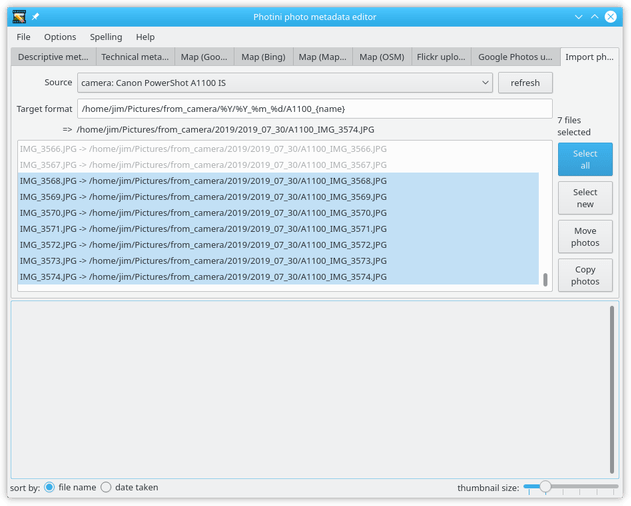 Photini photo metadata editor
File Options Spelling Help
Descriptive met... Technical meta... Map (Goo... Map (Bing) Map (Map... Map (OSM) Flickr uplo... Google Photos u... Import ph...
Source camera: Canon PowerShot A1100 IS refresh
Target format /home/jim/Pictures/from_camera/%Y/%Y_%m_%d/A1100_{name}
=> /home/jim/Pictures/from_camera/2019/2019_07_30/A1100_IMG_3574.JPG
7 files
selected
IMG_3566.JPG -> /home/jim/Pictures/from_camera/2019/2019_07_30/A1100_IMG_3566.JPG
IMG_3567.JPG -> /home/jim/Pictures/from_camera/2019/2019_07_30/A1100_IMG_3567.JPG
IMG_3568.JPG -> /home/jim/Pictures/from_camera/2019/2019_07_30/A1100_IMG_3568.JPG
IMG_3569.JPG -> /home/jim/Pictures/from_camera/2019/2019_07_30/A1100_IMG_3569.JPG
IMG_3570.JPG -> /home/jim/Pictures/from_camera/2019/2019_07_30/A1100_IMG_3570.JPG
IMG_3571.JPG -> /home/jim/Pictures/from_camera/2019/2019_07_30/A1100_IMG_3571.JPG
IMG_3572.JPG -> /home/jim/Pictures/from_camera/2019/2019_07_30/A1100_IMG_3572.JPG
IMG_3573.JPG -> /home/jim/Pictures/from_camera/2019/2019_07_30/A1100_IMG_3573.JPG
IMG_3574.JPG -> /home/jim/Pictures/from_camera/2019/2019_07_30/A1100_IMG_3574.JPG
Select
all
Select
new
Move
photos
Copy
photos
sort by: file name date taken thumbnail size: